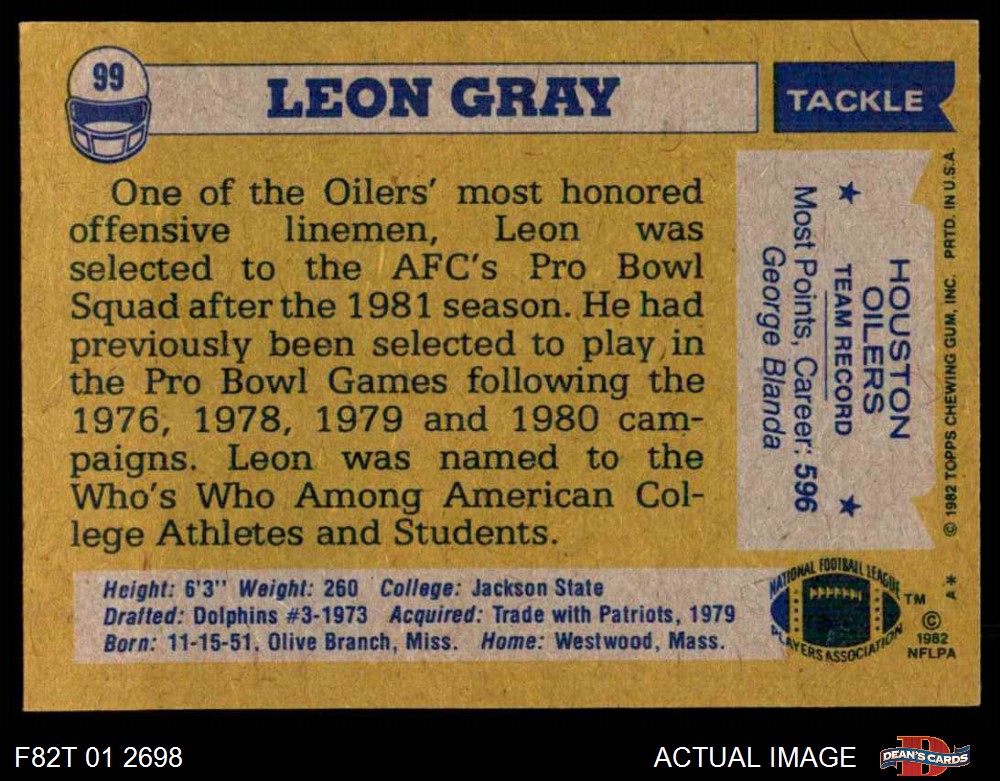 99
LEON GRAY
TACKLE
One of the Oilers' most honored
offensive linemen, Leon was
selected to the AFC's Pro Bowl
Squad after the 1981 season. He had
previously been selected to play in
the Pro Bowl Games following the
1976, 1978, 1979 and 1980 cam-
paigns. Leon was named to the
Who's Who Among American Col-
lege Athletes and Students.
HOUSTON
OILERS
★ TEAM RECORD ★
Most Points, Career: 596
George Blanda
© 1982 TOPPS CHEWING GUM, INC. PRTD. IN U.S.A.
Height: 6'3" Weight: 260 College: Jackson State
Drafted: Dolphins #3-1973 Acquired: Trade with Patriots, 1979
Born: 11-15-51, Olive Branch, Miss. Home: Westwood, Mass.
NATIONAL FOOTBALL LEAGUE
PLAYERS ASSOCIATION
TM
A*
©
1982
NFLPA
F82T 01 2698
ACTUAL IMAGE
DEAN'S CARDS